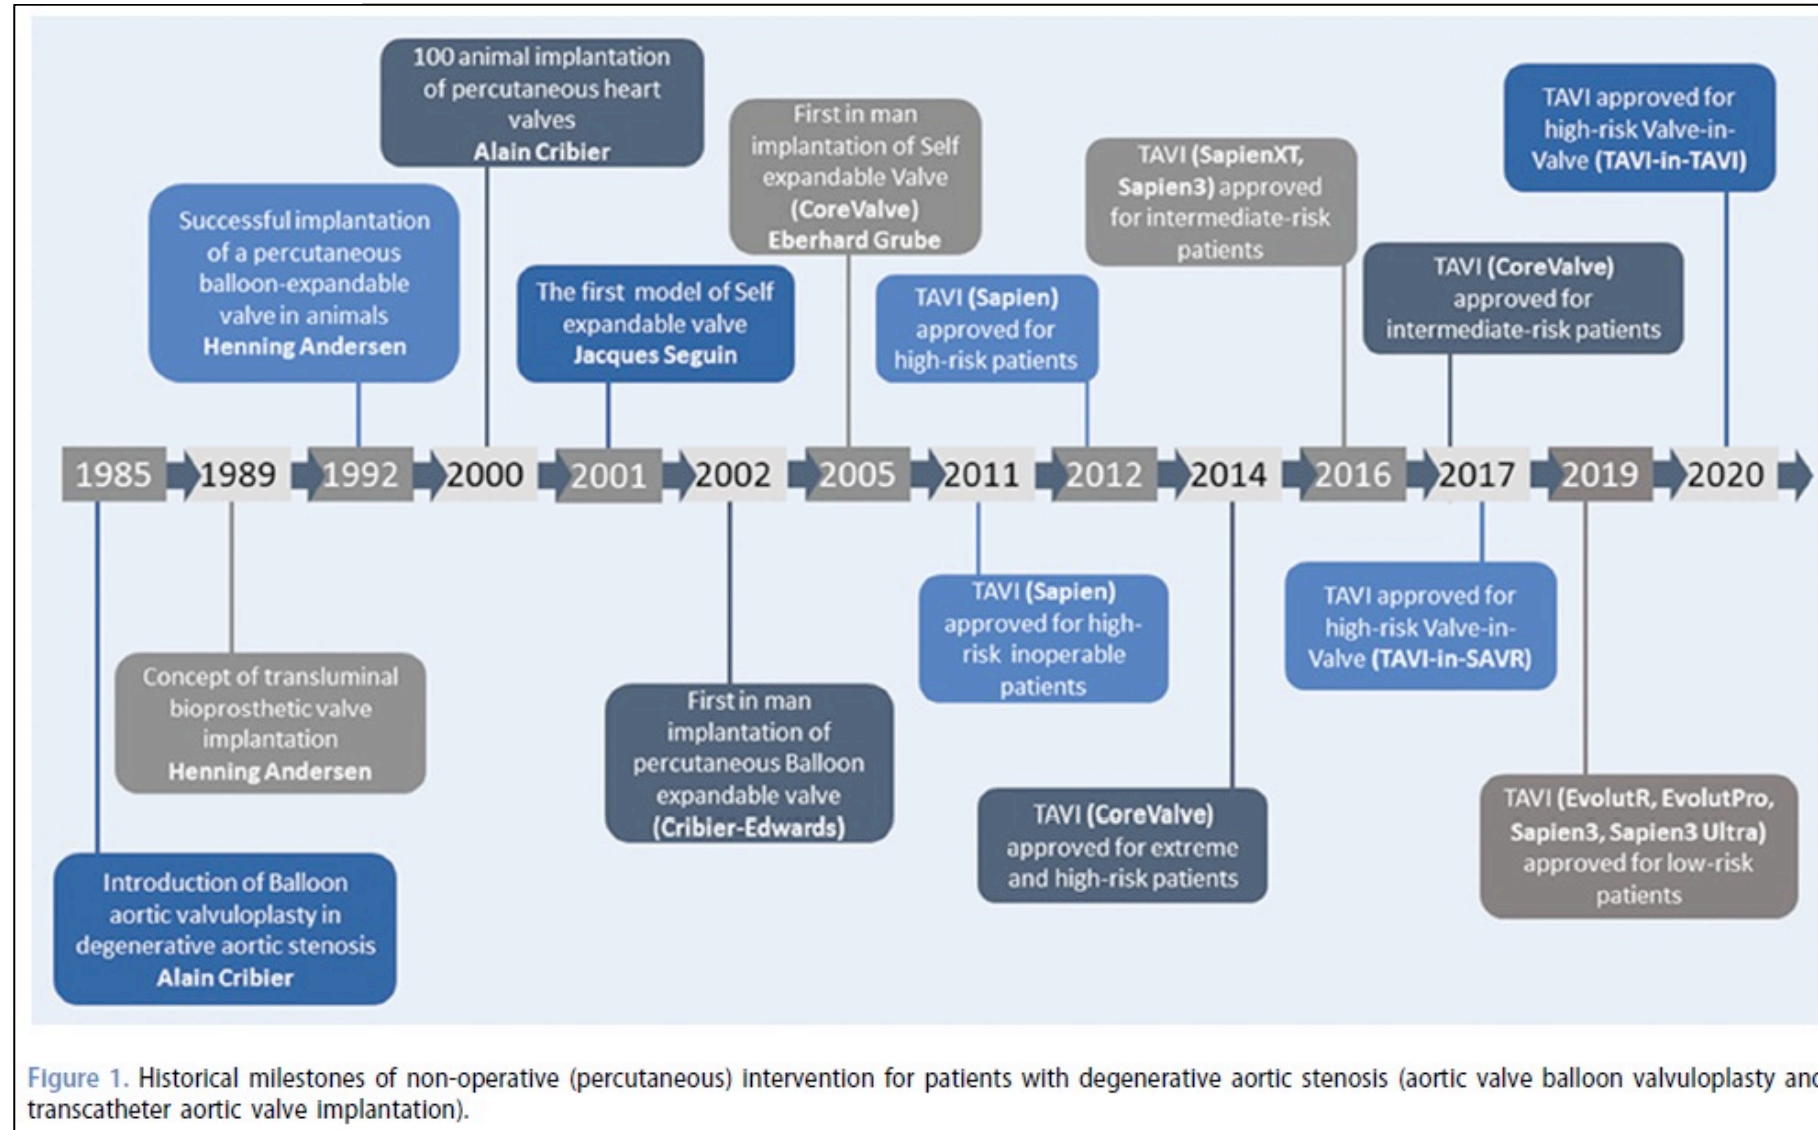 100 animal implantation
of percutaneous heart
valves
Alain Cribier
First in man
implantation of Self
expandable Valve
(CoreValve)
Eberhard Grube
TAVI (SapienXT,
Sapien3) approved
for intermediate-risk
patients
TAVI approved for
high-risk Valve-in-
Valve (TAVI-in-TAVI)
Successful implantation
of a percutaneous
balloon-expandable
valve in animals
Henning Andersen
The first model of Self
expandable valve
Jacques Seguin
TAVI (Sapien)
approved for
high-risk patients
TAVI (CoreValve)
approved for
intermediate-risk patients
1985 1989 1992 2000 2001 2002 2005 2011 2012 2014 2016 2017 2019 2020
Concept of transluminal
bioprosthetic valve
implantation
Henning Andersen
First in man
implantation of
percutaneous Balloon
expandable valve
(Cribier-Edwards)
TAVI (Sapien)
approved for high-
risk inoperable
patients
TAVI approved for
high-risk Valve-in-
Valve (TAVI-in-SAVR)
Introduction of Balloon
aortic valvuloplasty in
degenerative aortic stenosis
Alain Cribier
TAVI (CoreValve)
approved for extreme
and high-risk patients
TAVI (EvolutR, EvolutPro,
Sapien3, Sapien3 Ultra)
approved for low-risk
patients
Figure 1. Historical milestones of non-operative (percutaneous) intervention for patients with degenerative aortic stenosis (aortic valve balloon valvuloplasty and
transcatheter aortic valve implantation).